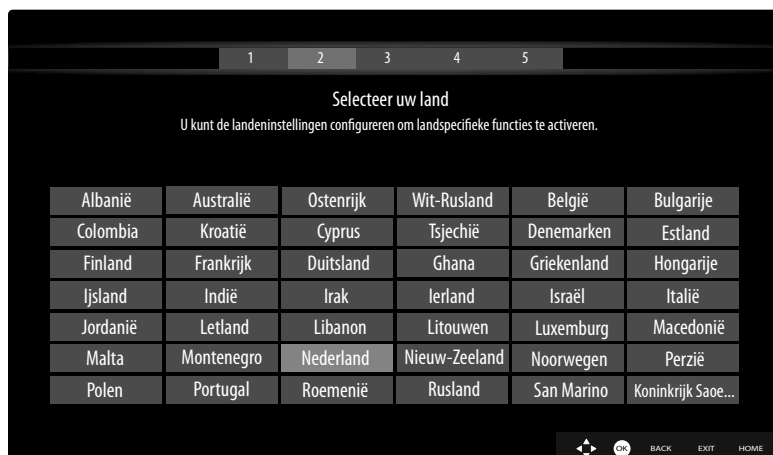 1 2 3 4 5
Selecteer uw land
U kunt de landeninstellingen configureren om landspecifieke functies te activeren.
Albanië Australië Ostenrijk Wit-Rusland België Bulgarije
Colombia Kroatië Cyprus Tsjechië Denemarken Estland
Finland Frankrijk Duitsland Ghana Griekenland Hongarije
Ijsland Indië Irak Ierland Israël Italië
Jordanië Letland Libanon Litouwen Luxemburg Macedonië
Malta Montenegro Nederland Nieuw-Zeeland Noorwegen Perzië
Polen Portugal Roemenië Rusland San Marino Koninkrijk Saoe...
OK BACK EXIT HOME